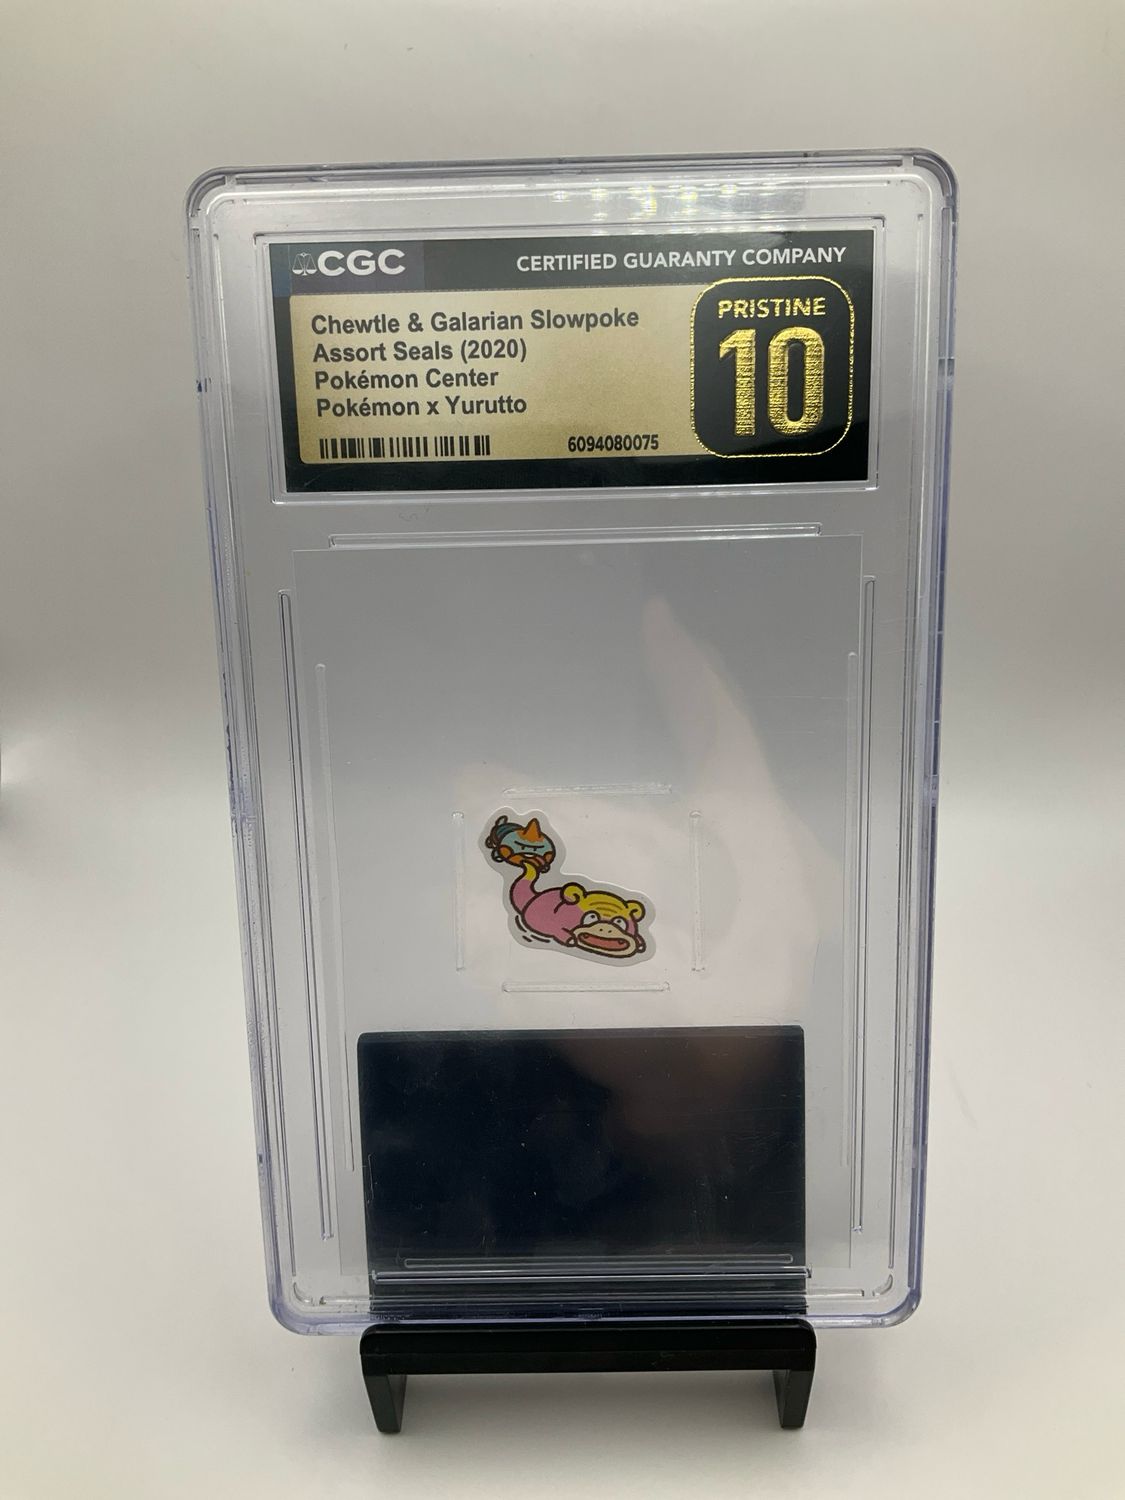 CGC
CERTIFIED GUARANTY COMPANY
Chewtle & Galarian Slowpoke
Assort Seals (2020)
Pokémon Center
Pokémon x Yurutto
6094080075
PRISTINE
10